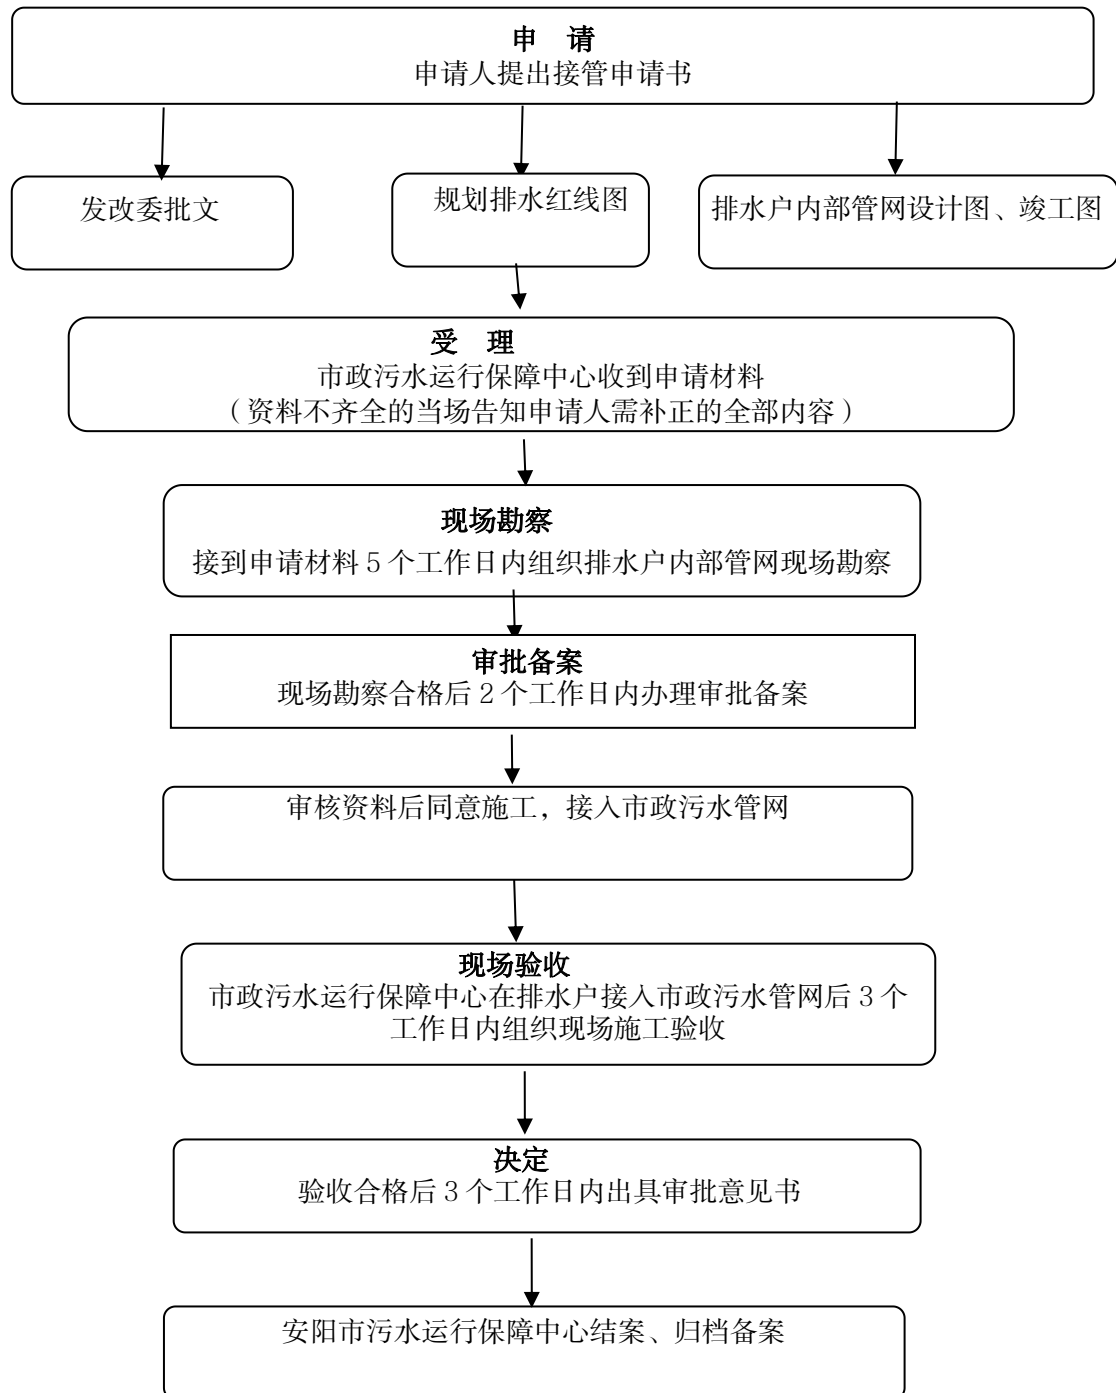 申 请
申请人提出接管申请书
发改委批文
规划排水红线图
排水户内部管网设计图、竣工图
受 理
市政污水运行保障中心收到申请材料
（资料不齐全的当场告知申请人需补正的全部内容）
现场勘察
接到申请材料 5 个工作日内组织排水户内部管网现场勘察
审批备案
现场勘察合格后 2 个工作日内办理审批备案
审核资料后同意施工，接入市政污水管网
现场验收
市政污水运行保障中心在排水户接入市政污水管网后 3 个
工作日内组织现场施工验收
决定
验收合格后 3 个工作日内出具审批意见书
安阳市污水运行保障中心结案、归档备案